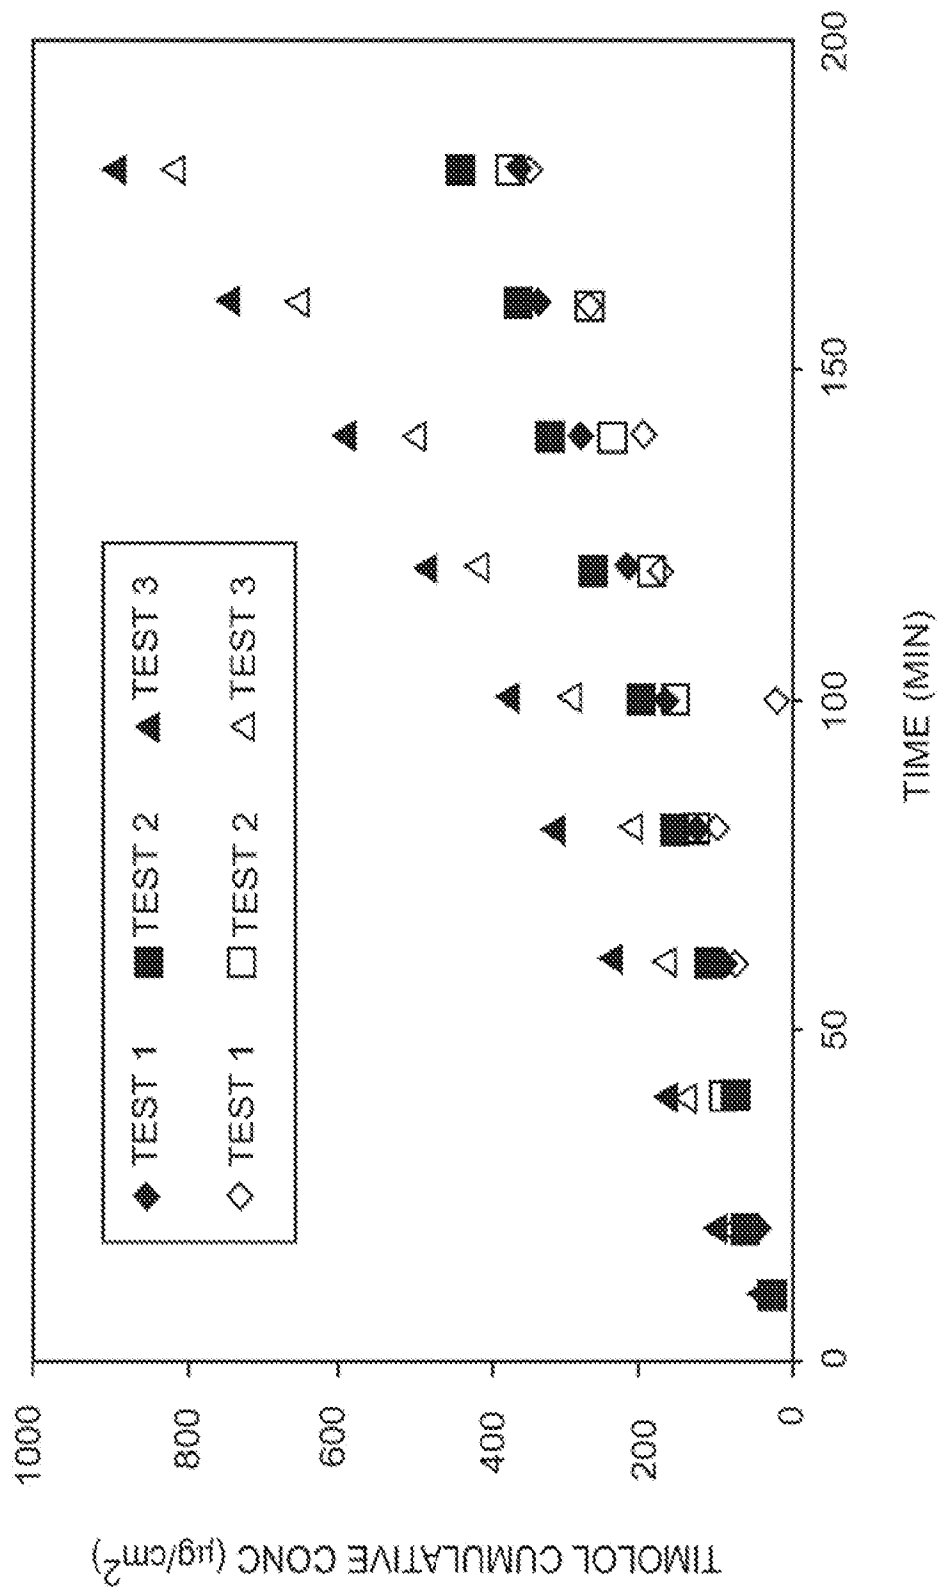 TIMOLOL CUMULATIVE CONC (µg/cm²)
1000
800
600
400
200
0
TEST 1 TEST 2 TEST 3
TEST 1 TEST 2 TEST 3
0 50 100 150 200
TIME (MIN)